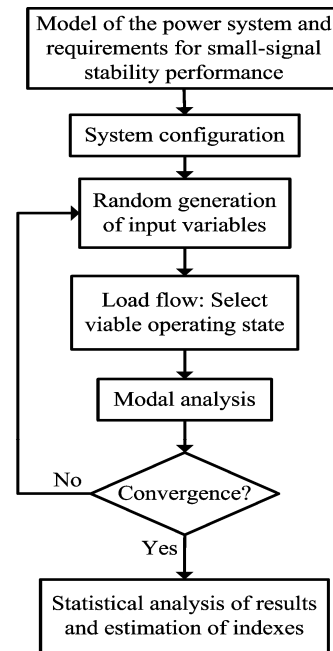 Model of the power system and
requirements for small-signal
stability performance
System configuration
Random generation
of input variables
Load flow: Select
viable operating state
Modal analysis
Convergence?
No
Yes
Statistical analysis of results
and estimation of indexes